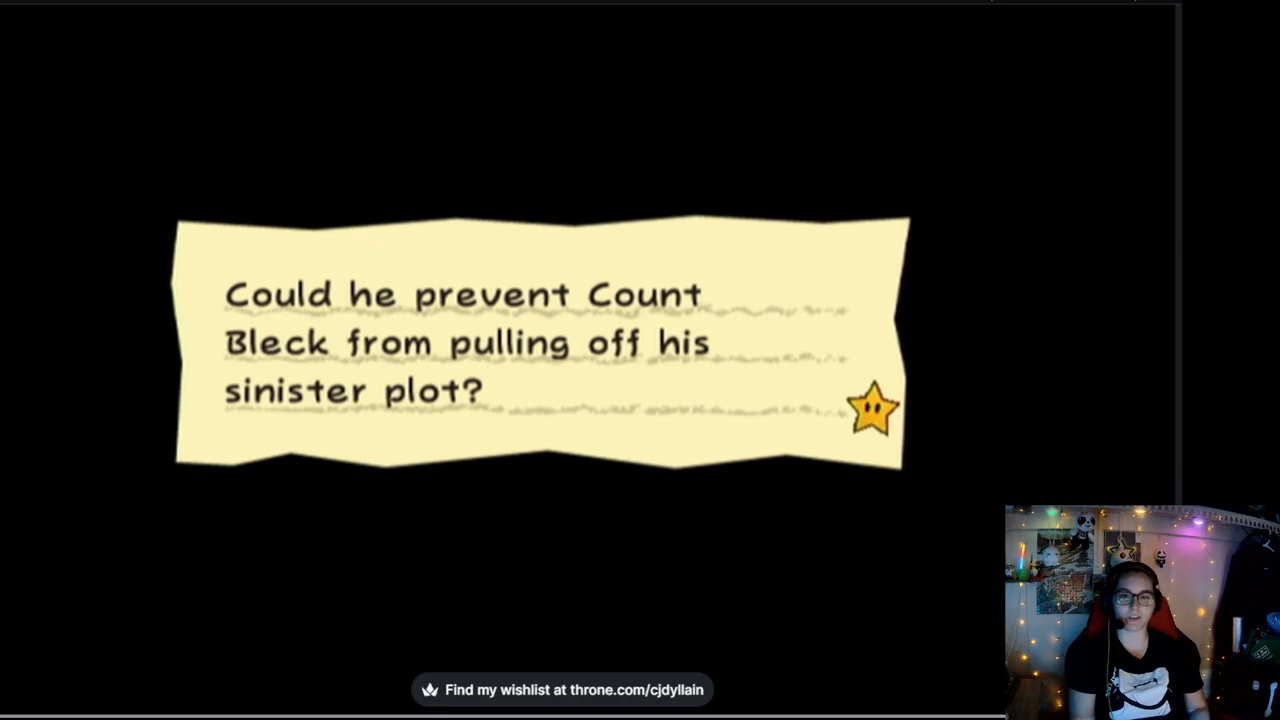 Could he prevent Count
Bleck from pulling off his
sinister plot?
Find my wishlist at throne.com/cjdyllain